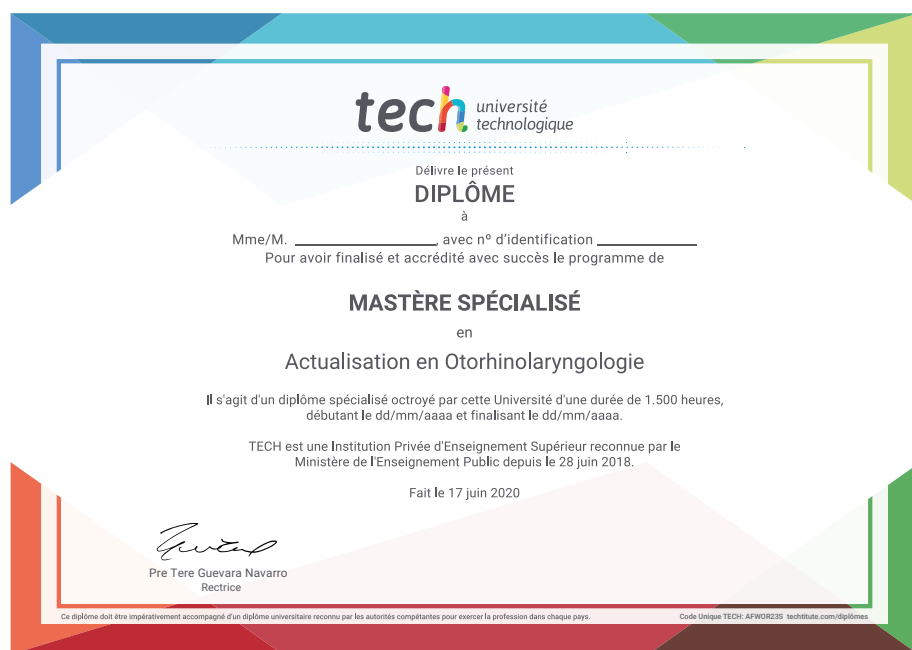 tech université
technologique
Délivre le présent
DIPLÔME
à
Mme/M. ____________________, avec nº d'identification ______________
Pour avoir finalisé et accrédité avec succès le programme de
MASTÈRE SPÉCIALISÉ
en
Actualisation en Otorhinolaryngologie
Il s'agit d'un diplôme spécialisé octroyé par cette Université d'une durée de 1.500 heures,
débutant le dd/mm/aaaa et finalisant le dd/mm/aaaa.
TECH est une Institution Privée d'Enseignement Supérieur reconnue par le
Ministère de l'Enseignement Public depuis le 28 juin 2018.
Fait le 17 juin 2020
Pre Tere Guevara Navarro
Rectrice
Ce diplôme doit être impérativement accompagné d'un diplôme universitaire reconnu par les autorités compétantes pour exercer la profession dans chaque pays. Code Unique TECH: AFWOR23S techtitute.com/diplômes